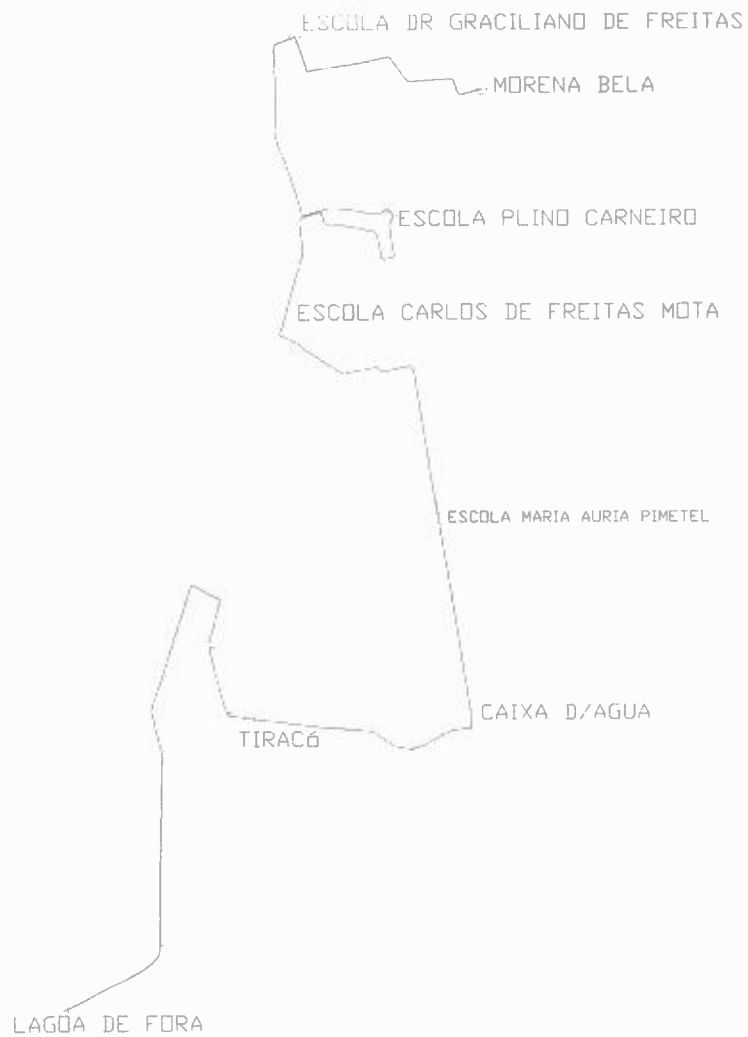 ESCOLA DR GRACILIANO DE FREITAS
MORENA BELA
ESCOLA PLINO CARNEIRO
ESCOLA CARLOS DE FREITAS MOTA
ESCOLA MARIA AURIA PIMETEL
CAIXA D/AGUA
TIRACó
LAGOA DE FORA